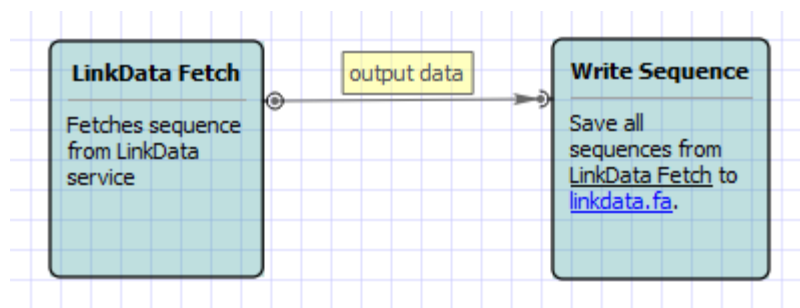 LinkData Fetch
Fetches sequence
from LinkData
service
output data
Write Sequence
Save all
sequences from
LinkData Fetch to
linkdata.fa.